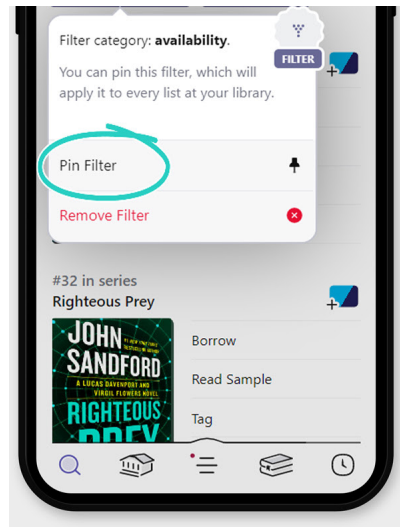 Filter category: availability.
FILTER
You can pin this filter, which will
apply it to every list at your library.
Pin Filter
Remove Filter
#32 in series
Righteous Prey
JOHN
SANDFORD
A LUCAS DAVENPORT AND
VIRGIL FLOWERS NOVEL
RIGHTEOUS
PREY
Borrow
Read Sample
Tag